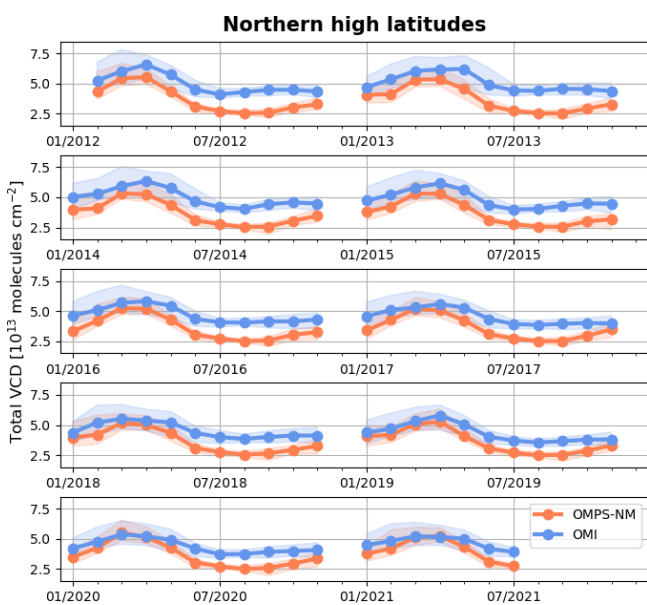 Northern high latitudes
Total VCD [10^13 molecules cm^−2]
7.5
5.0
2.5
01/2012 07/2012 01/2013 07/2013
7.5
5.0
2.5
01/2014 07/2014 01/2015 07/2015
7.5
5.0
2.5
01/2016 07/2016 01/2017 07/2017
7.5
5.0
2.5
01/2018 07/2018 01/2019 07/2019
7.5
5.0
2.5
OMPS-NM
OMI
01/2020 07/2020 01/2021 07/2021